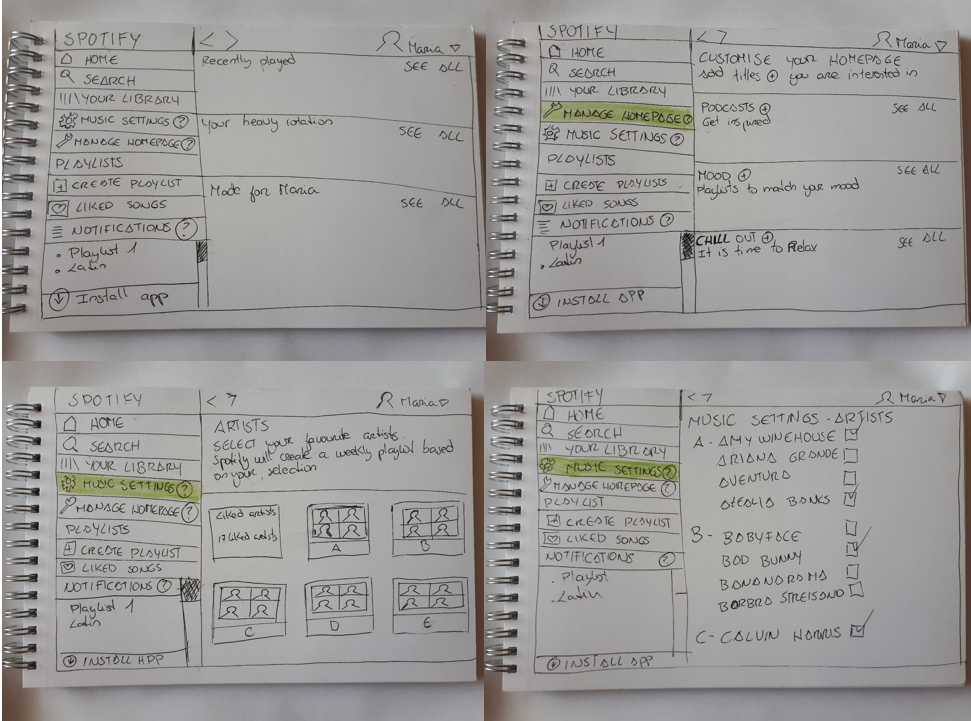 SPOTIFY
HOME
SEARCH
YOUR LIBRARY
MUSIC SETTINGS ?
MANAGE HOMEPAGE ?
PLAYLISTS
CREATE PLAYLIST
LIKED SONGS
NOTIFICATIONS ?
• Playlist 1
• Latin
Install app
< >
Maria
Recently played
SEE ALL
Your heavy rotation
SEE ALL
Made for Maria
SEE ALL
SPOTIFY
HOME
SEARCH
YOUR LIBRARY
MANAGE HOMEPAGE ?
MUSIC SETTINGS ?
PLAYLISTS
CREATE PLAYLISTS
LIKED SONGS
NOTIFICATIONS ?
• Playlist 1
• Latin
INSTALL APP
< >
Maria
CUSTOMISE YOUR HOMEPAGE
add titles + you are interested in
PODCASTS +
SEE ALL
Get inspired
MOOD +
SEE ALL
Playlists to match your mood
CHILL OUT +
SEE ALL
It is time to Relax
SPOTIFY
HOME
SEARCH
YOUR LIBRARY
MUSIC SETTINGS ?
MANAGE HOMEPAGE ?
PLAYLISTS
CREATE PLAYLIST
LIKED SONGS
NOTIFICATIONS ?
Playlist 1
Latin
INSTALL APP
< >
Maria
ARTISTS
SELECT your favourite artists.
Spotify will create a weekly playlist based
on your selection
Liked artists
17 liked artists
A
B
C
D
E
SPOTIFY
HOME
SEARCH
YOUR LIBRARY
MUSIC SETTINGS ?
MANAGE HOMEPAGE ?
PLAYLIST
CREATE PLAYLISTS
LIKED SONGS
NOTIFICATIONS ?
. Playlist
. Latin
INSTALL APP
< >
Maria
MUSIC SETTINGS - ARTISTS
A - AMY WINEHOUSE
ARIANA GRANDE
AVENTURA
AZEALIA BANKS
B - BABYFACE
BAD BUNNY
BANANARAMA
BARBRA STREISAND
C - CALVIN HARRIS